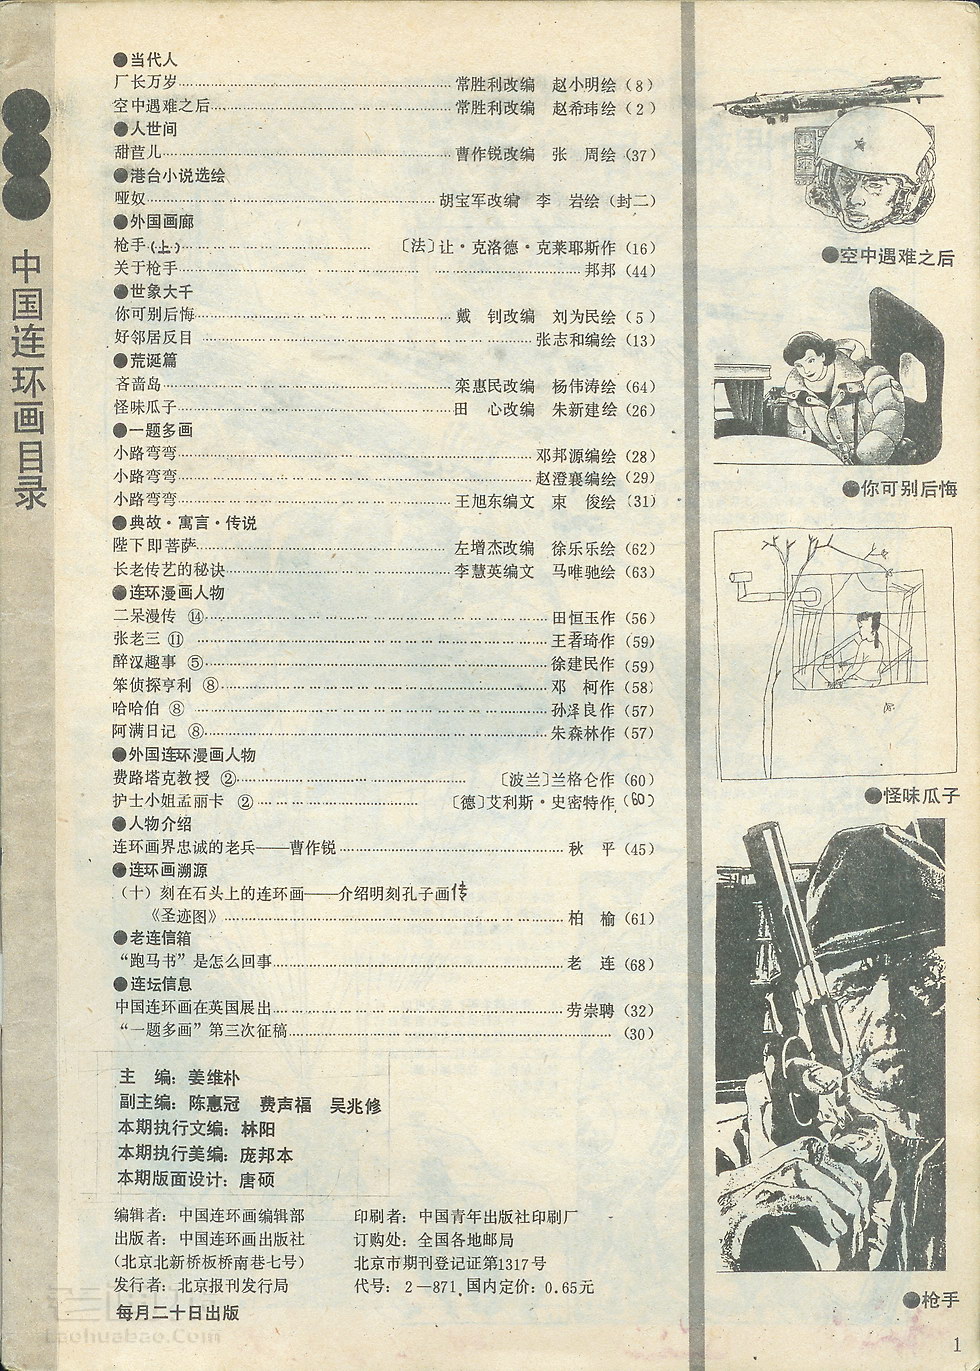 中国连环画目录
●当代人
厂长万岁……常胜利改编 赵小明绘（8）
空中遇难之后……常胜利改编 赵希玮绘（2）
●人世间
甜苣儿……曹作锐改编 张 周绘（37）
●港台小说选绘
哑奴……胡宝军改编 李 岩绘（封二）
●外国画廊
枪手（上）……〔法〕让·克洛德·克莱耶斯作（16）
关于枪手……邦邦（44）
●世象大千
你可别后悔……戴 钊改编 刘为民绘（5）
好邻居反目……张志和编绘（13）
●荒诞篇
吝啬岛……栾惠民改编 杨伟涛绘（64）
怪味瓜子……田 心改编 朱新建绘（26）
●一题多画
小路弯弯……邓邦源编绘（28）
小路弯弯……赵澄襄编绘（29）
小路弯弯……王旭东编文 束 俊绘（31）
●典故·寓言·传说
陛下即菩萨……左增杰改编 徐乐乐绘（62）
长老传艺的秘诀……李慧英编文 马唯驰绘（63）
●连环漫画人物
二呆漫传 ⑭……田恒玉作（56）
张老三 ⑪……王者琦作（59）
醉汉趣事 ⑤……徐建民作（59）
笨侦探亨利 ⑧……邓 柯作（58）
哈哈伯 ⑧……孙泽良作（57）
阿满日记 ⑧……朱森林作（57）
●外国连环漫画人物
费路塔克教授 ②……〔波兰〕兰格仑作（60）
护士小姐孟丽卡 ②……〔德〕艾利斯·史密特作（60）
●人物介绍
连环画界忠诚的老兵——曹作锐……秋 平（45）
●连环画溯源
（十）刻在石头上的连环画——介绍明刻孔子画传
《圣迹图》……柏 榆（61）
●老连信箱
“跑马书”是怎么回事……老 连（68）
●连坛信息
中国连环画在英国展出……劳崇聘（32）
“一题多画”第三次征稿……（30）
主 编：姜维朴
副主编：陈惠冠 费声福 吴兆修
本期执行文编：林阳
本期执行美编：庞邦本
本期版面设计：唐硕
编辑者：中国连环画编辑部
出版者：中国连环画出版社
（北京北新桥板桥南巷七号）
发行者：北京报刊发行局
每月二十日出版
印刷者：中国青年出版社印刷厂
订购处：全国各地邮局
北京市期刊登记证第1317号
代号：2—871 国内定价：0.65元
●空中遇难之后
●你可别后悔
●怪味瓜子
●枪手
1
Laohuabao.Com